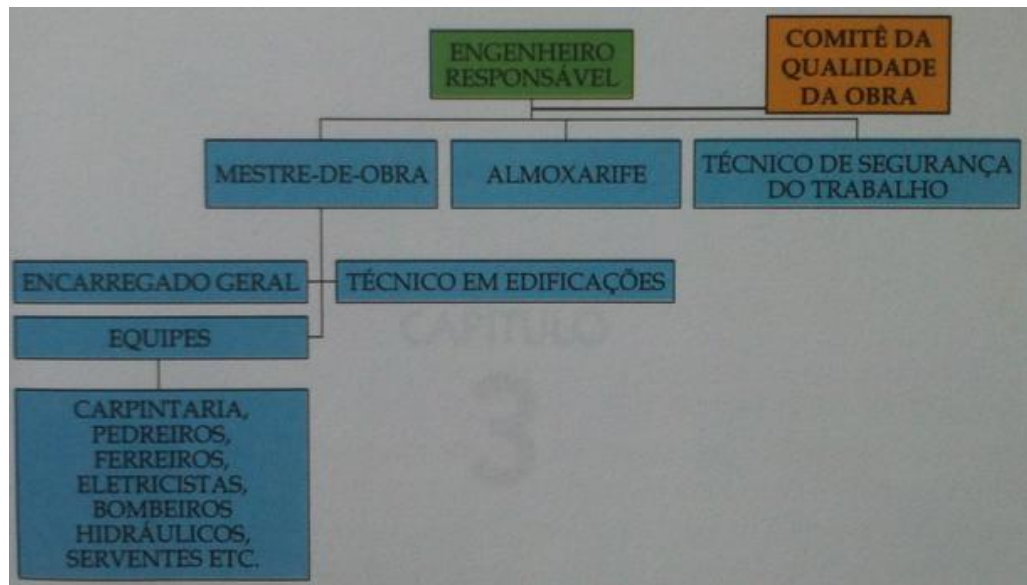 ENGENHEIRO
RESPONSÁVEL
COMITÊ DA
QUALIDADE
DA OBRA
MESTRE-DE-OBRA
ALMOXARIFE
TÉCNICO DE SEGURANÇA
DO TRABALHO
ENCARREGADO GERAL
TÉCNICO EM EDIFICAÇÕES
EQUIPES
CAPÍTULO
3
CARPINTARIA,
PEDREIROS,
FERREIROS,
ELETRICISTAS,
BOMBEIROS
HIDRÁULICOS,
SERVENTES ETC.